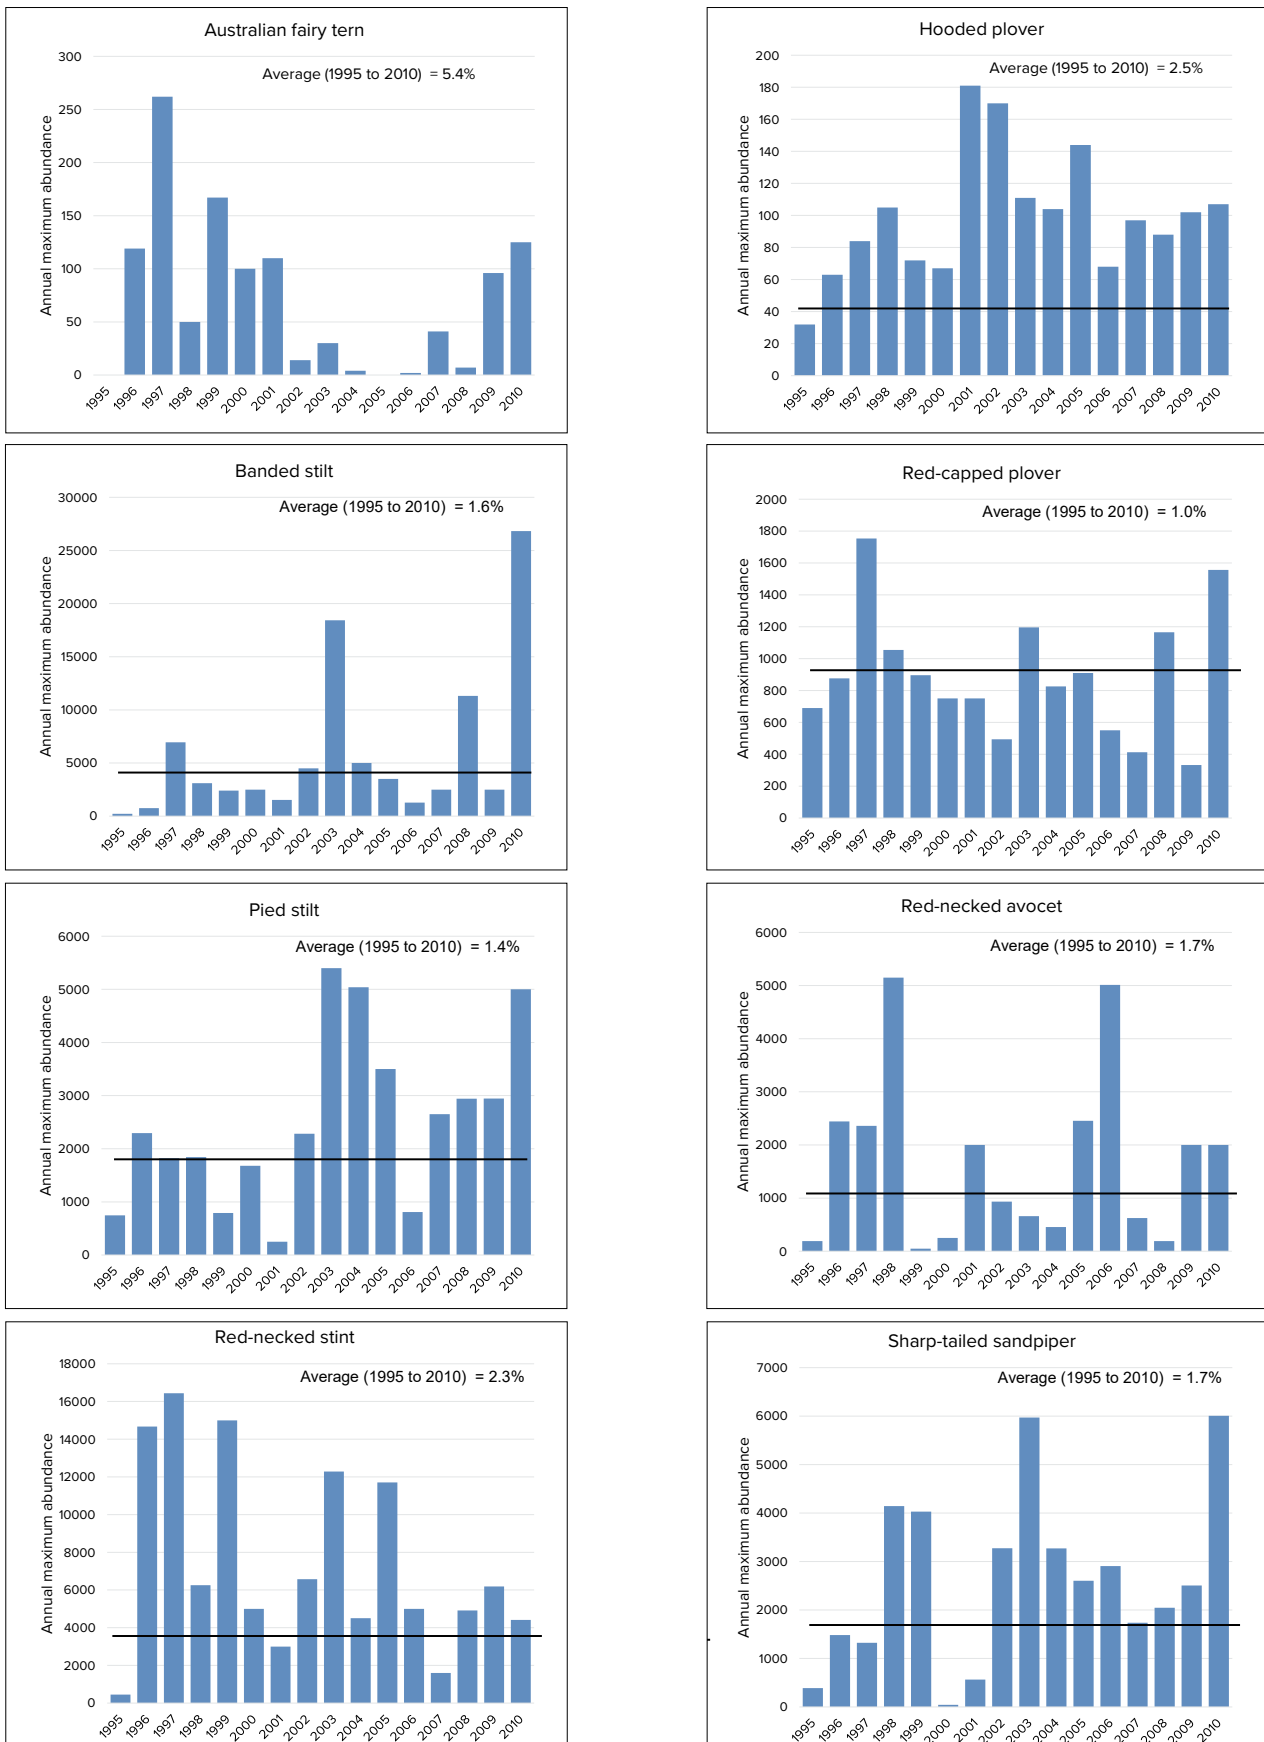 Australian fairy tern
Average (1995 to 2010) = 5.4%
Annual maximum abundance
300
250
200
150
100
50
0
1995 1996 1997 1998 1999 2000 2001 2002 2003 2004 2005 2006 2007 2008 2009 2010
Hooded plover
Average (1995 to 2010) = 2.5%
Annual maximum abundance
200
180
160
140
120
100
80
60
40
20
0
1995 1996 1997 1998 1999 2000 2001 2002 2003 2004 2005 2006 2007 2008 2009 2010
Banded stilt
Average (1995 to 2010) = 1.6%
Annual maximum abundance
30000
25000
20000
15000
10000
5000
0
1995 1996 1997 1998 1999 2000 2001 2002 2003 2004 2005 2006 2007 2008 2009 2010
Red-capped plover
Average (1995 to 2010) = 1.0%
Annual maximum abundance
2000
1800
1600
1400
1200
1000
800
600
400
200
0
1995 1996 1997 1998 1999 2000 2001 2002 2003 2004 2005 2006 2007 2008 2009 2010
Pied stilt
Average (1995 to 2010) = 1.4%
Annual maximum abundance
6000
5000
4000
3000
2000
1000
0
1995 1996 1997 1998 1999 2000 2001 2002 2003 2004 2005 2006 2007 2008 2009 2010
Red-necked avocet
Average (1995 to 2010) = 1.7%
Annual maximum abundance
6000
5000
4000
3000
2000
1000
0
1995 1996 1997 1998 1999 2000 2001 2002 2003 2004 2005 2006 2007 2008 2009 2010
Red-necked stint
Average (1995 to 2010) = 2.3%
Annual maximum abundance
18000
16000
14000
12000
10000
8000
6000
4000
2000
0
1995 1996 1997 1998 1999 2000 2001 2002 2003 2004 2005 2006 2007 2008 2009 2010
Sharp-tailed sandpiper
Average (1995 to 2010) = 1.7%
Annual maximum abundance
7000
6000
5000
4000
3000
2000
1000
0
1995 1996 1997 1998 1999 2000 2001 2002 2003 2004 2005 2006 2007 2008 2009 2010